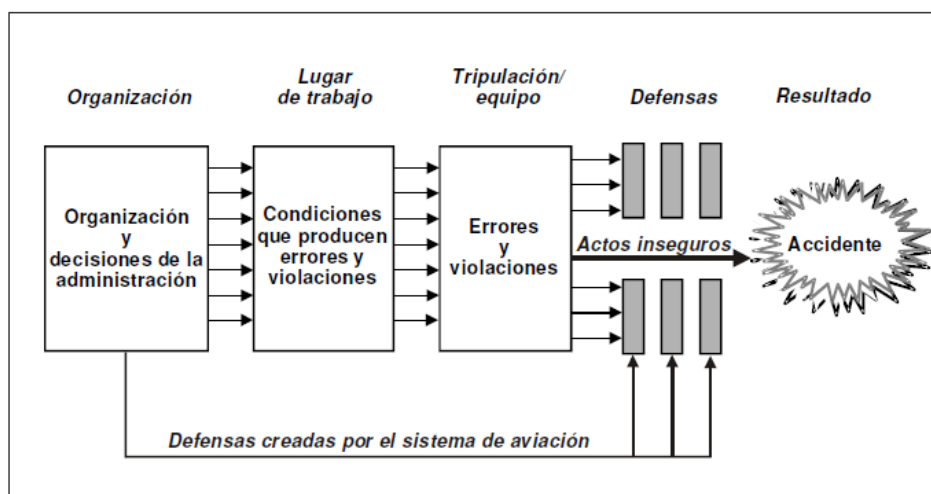 Organización
Lugar
de trabajo
Tripulación/
equipo
Defensas
Resultado
Organización
y
decisiones de la
administración
Condiciones
que producen
errores y
violaciones
Errores
y
violaciones
Actos inseguros
Accidente
Defensas creadas por el sistema de aviación